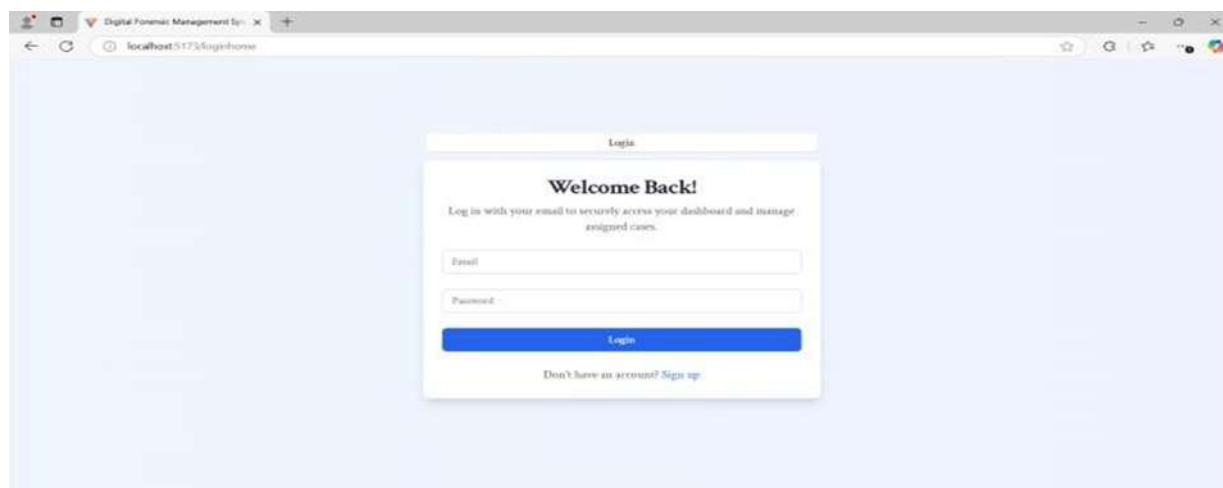 Digital Forensic Management Sy
localhost:5173/loginhome
Login
Welcome Back!
Log in with your email to securely access your dashboard and manage
assigned cases.
Email
Password
Login
Don't have an account? Sign up